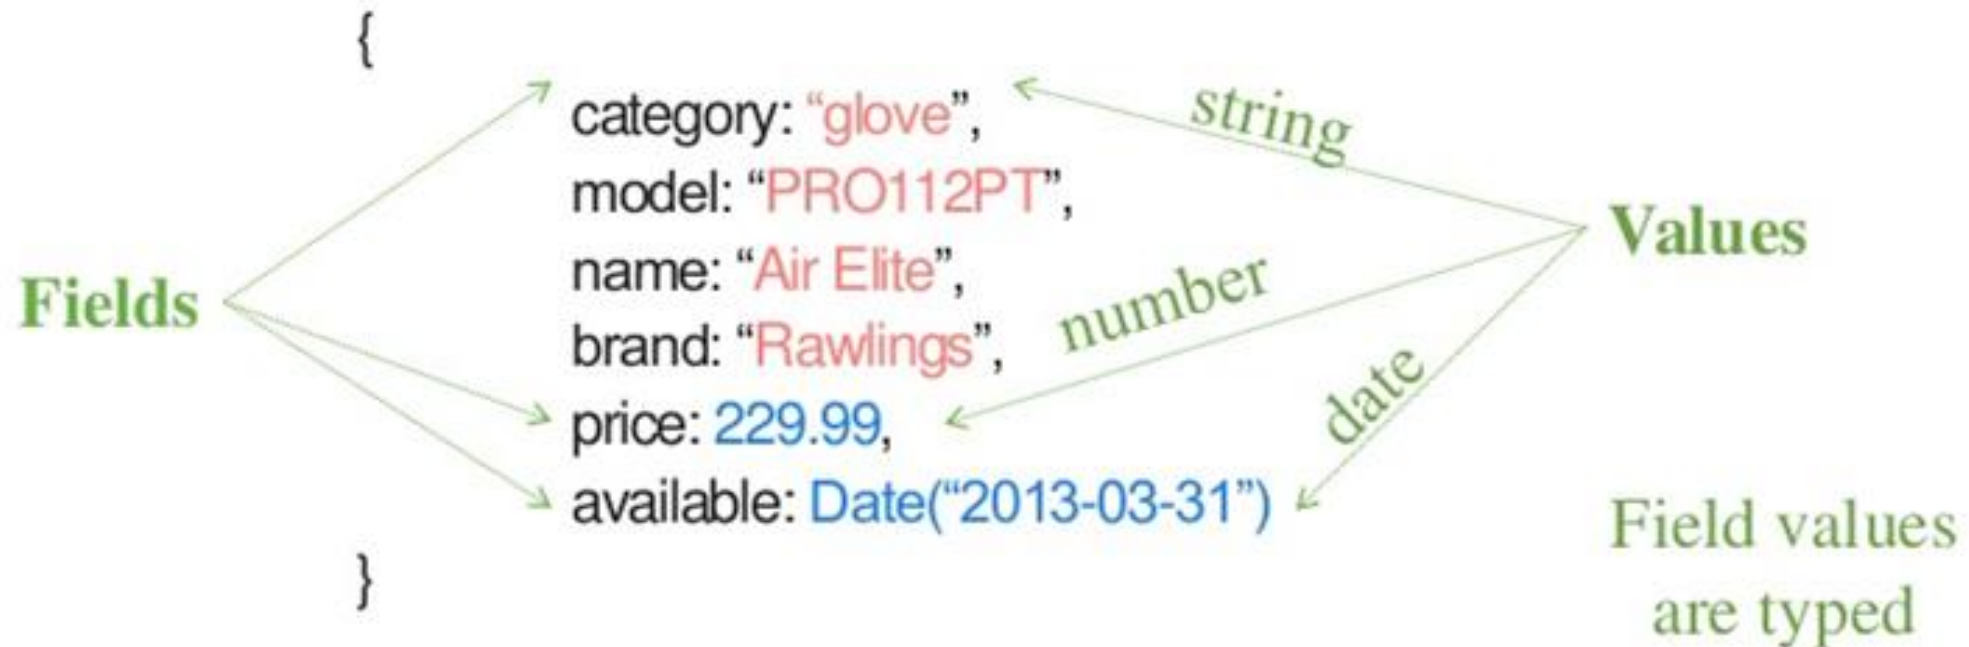 {
category: “glove”,
string
model: “PRO112PT”,
Values
name: “Air Elite”,
number
Fields
brand: “Rawlings”,
date
price: 229.99,
available: Date(“2013-03-31”)
Field values
are typed
}